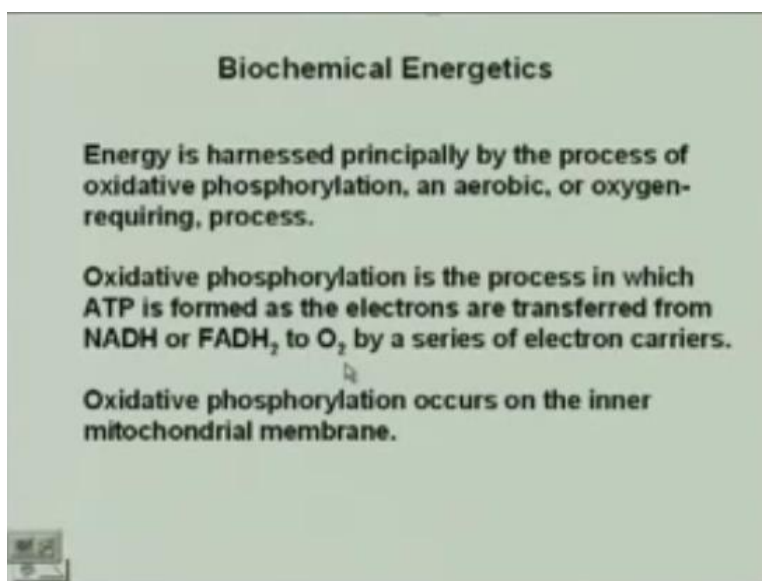 Biochemical Energetics
Energy is harnessed principally by the process of
oxidative phosphorylation, an aerobic, or oxygen-
requiring, process.
Oxidative phosphorylation is the process in which
ATP is formed as the electrons are transferred from
NADH or FADH₂ to O₂ by a series of electron carriers.
Oxidative phosphorylation occurs on the inner
mitochondrial membrane.